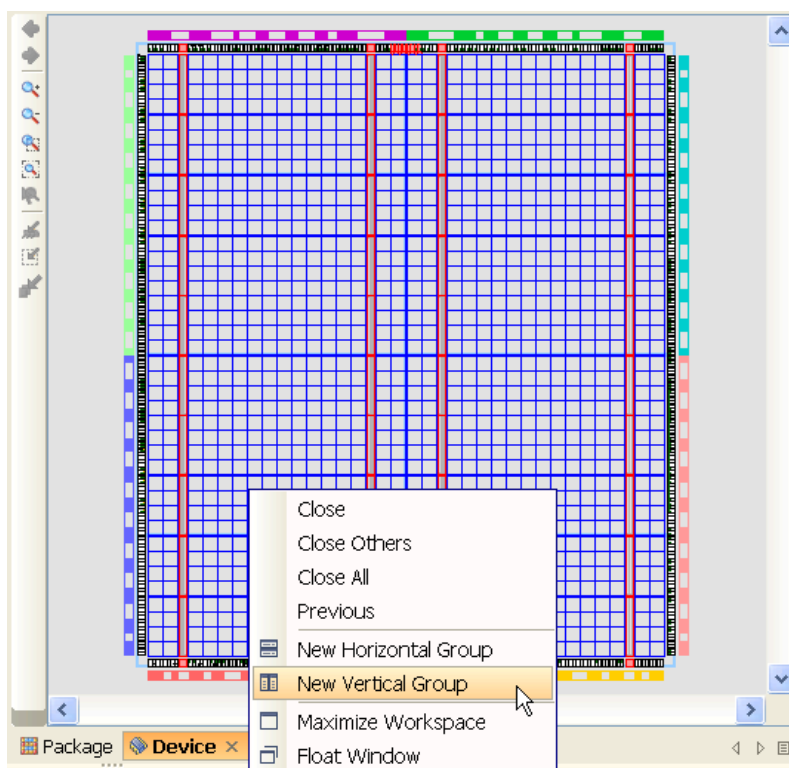 Close
Close Others
Close All
Previous
New Horizontal Group
New Vertical Group
Maximize Workspace
Float Window
Package Device ×